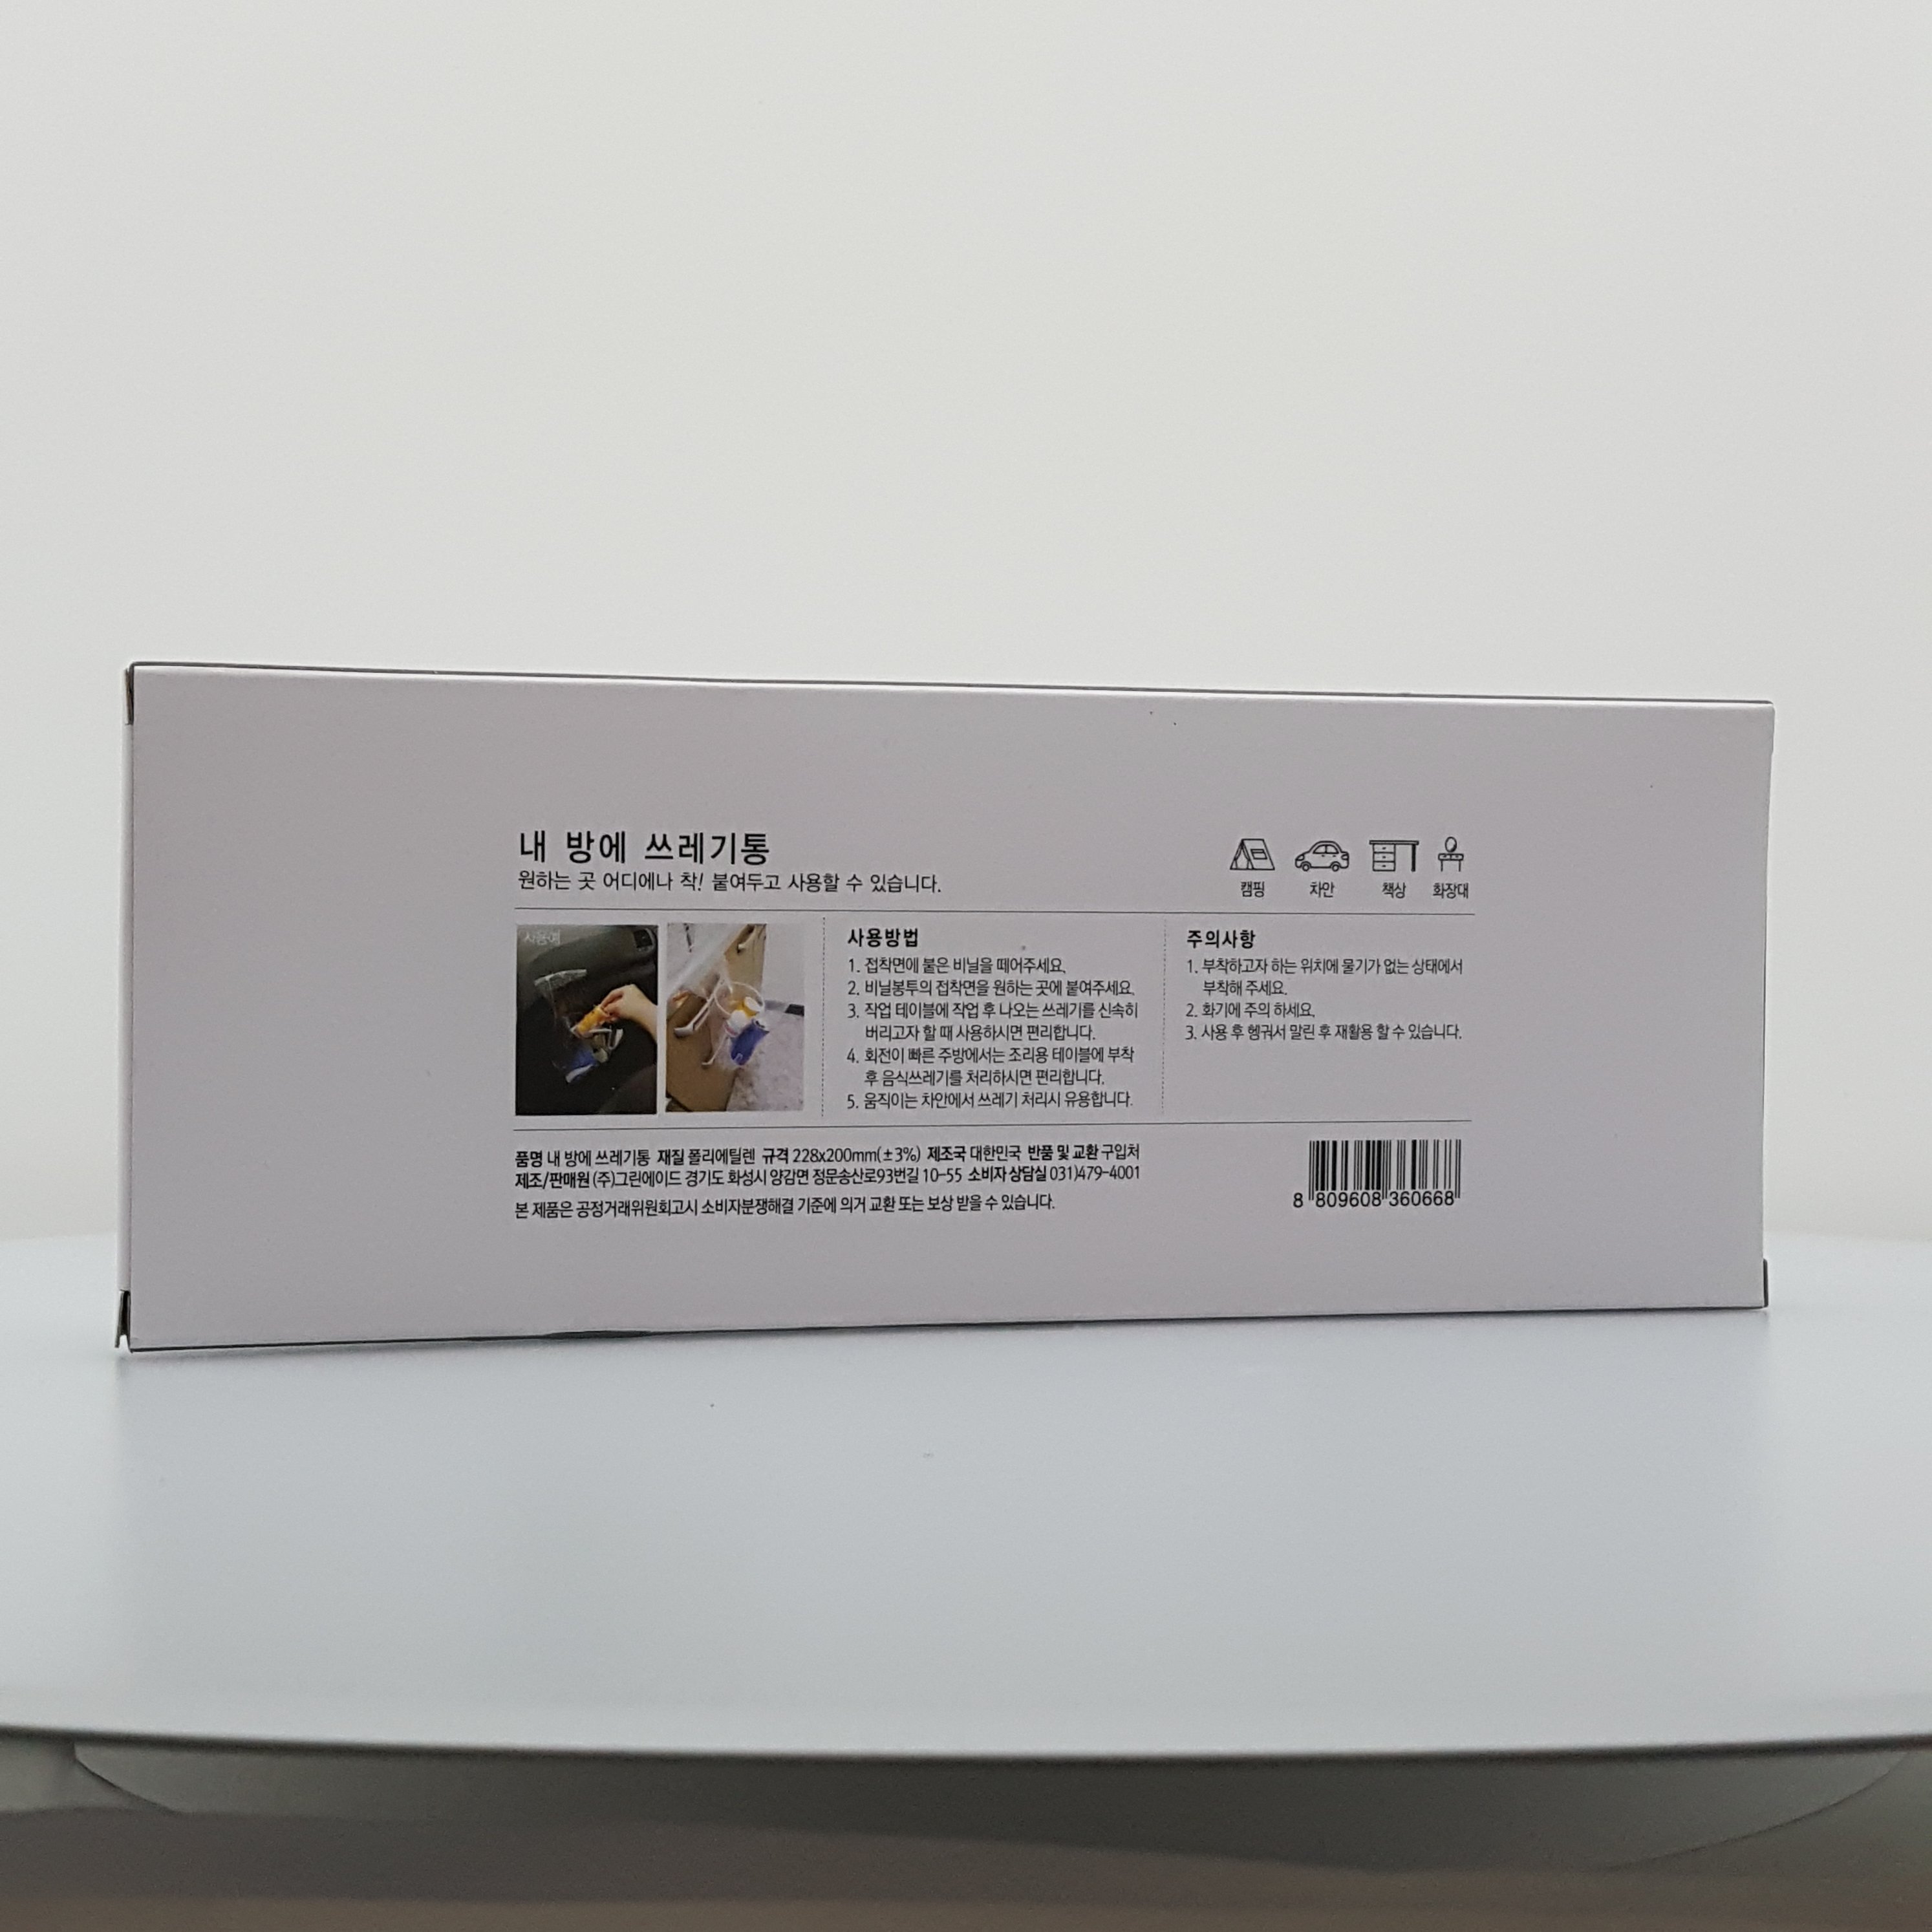 내 방에 쓰레기통
원하는 곳 어디에나 착! 붙여두고 사용할 수 있습니다.
캠핑 차안 책상 화장대
사용예
사용방법
1. 접착면에 붙은 비닐을 떼어주세요.
2. 비닐봉투의 접착면을 원하는 곳에 붙여주세요.
3. 작업 테이블에 작업 후 나오는 쓰레기를 신속히
버리고자 할 때 사용하시면 편리합니다.
4. 회전이 빠른 주방에서는 조리용 테이블에 부착
후 음식쓰레기를 처리하시면 편리합니다.
5. 움직이는 차안에서 쓰레기 처리시 유용합니다.
주의사항
1. 부착하고자 하는 위치에 물기가 없는 상태에서
부착해 주세요.
2. 화기에 주의 하세요.
3. 사용 후 헹궈서 말린 후 재활용 할 수 있습니다.
품명 내 방에 쓰레기통 재질 폴리에틸렌 규격 228x200mm(±3%) 제조국 대한민국 반품 및 교환 구입처
제조/판매원 (주)그린에이드 경기도 화성시 양감면 정문송산로93번길 10-55 소비자 상담실 031)479-4001
본 제품은 공정거래위원회고시 소비자분쟁해결 기준에 의거 교환 또는 보상 받을 수 있습니다.
8 809608 360668